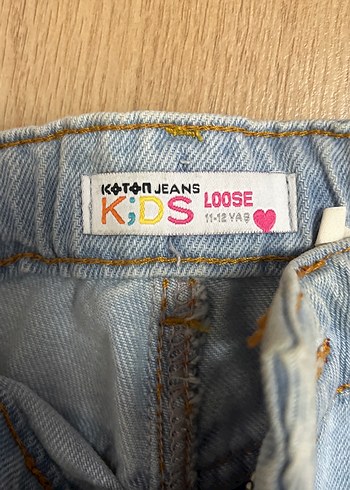 KOTON JEANS
KIDS LOOSE
11-12 YAŞ